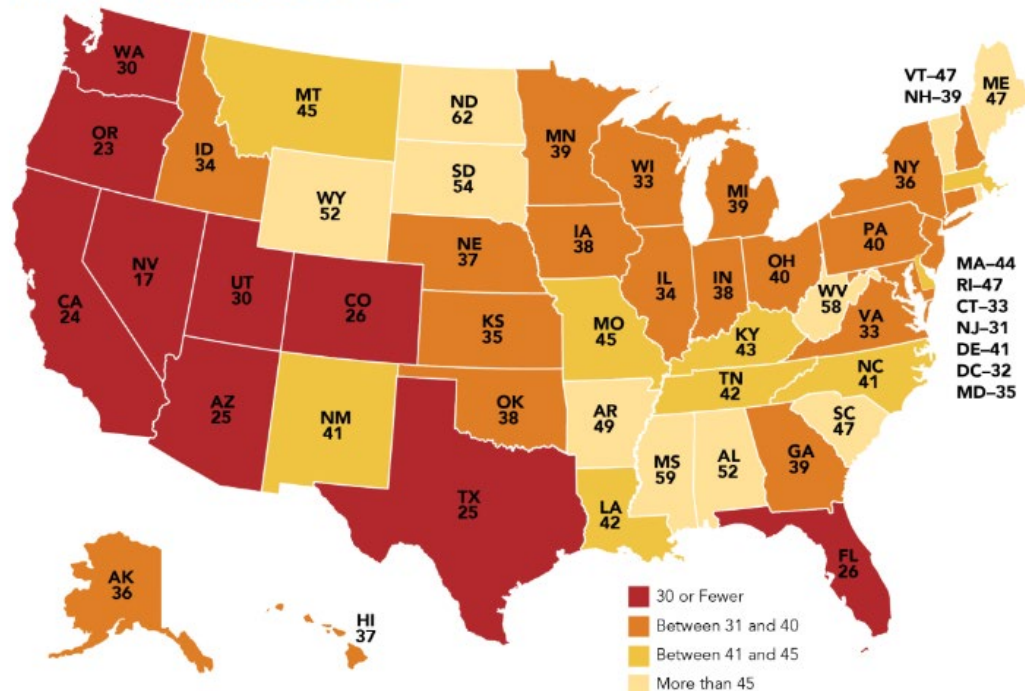 WA
30
OR
23
CA
24
NV
17
ID
34
MT
45
WY
52
UT
30
CO
26
AZ
25
NM
41
ND
62
SD
54
NE
37
KS
35
OK
38
TX
25
MN
39
IA
38
MO
45
AR
49
LA
42
WI
33
IL
34
MI
39
IN
38
OH
40
KY
43
TN
42
MS
59
AL
52
GA
39
FL
26
SC
47
NC
41
VA
33
WV
58
PA
40
NY
36
VT–47
NH–39
ME
47
MA–44
RI–47
CT–33
NJ–31
DE–41
DC–32
MD–35
AK
36
HI
37
30 or Fewer
Between 31 and 40
Between 41 and 45
More than 45